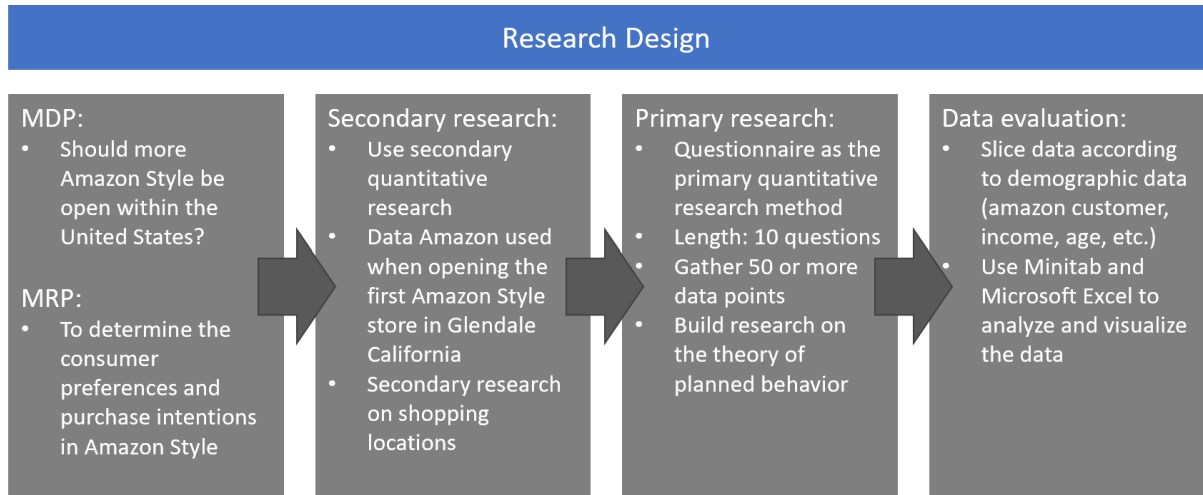 Research Design
MDP:
• Should more
Amazon Style be
open within the
United States?
MRP:
• To determine the
consumer
preferences and
purchase intentions
in Amazon Style
Secondary research:
• Use secondary
quantitative
research
• Data Amazon used
when opening the
first Amazon Style
store in Glendale
California
• Secondary research
on shopping
locations
Primary research:
• Questionnaire as the
primary quantitative
research method
• Length: 10 questions
• Gather 50 or more
data points
• Build research on
the theory of
planned behavior
Data evaluation:
• Slice data according
to demographic data
(amazon customer,
income, age, etc.)
• Use Minitab and
Microsoft Excel to
analyze and visualize
the data